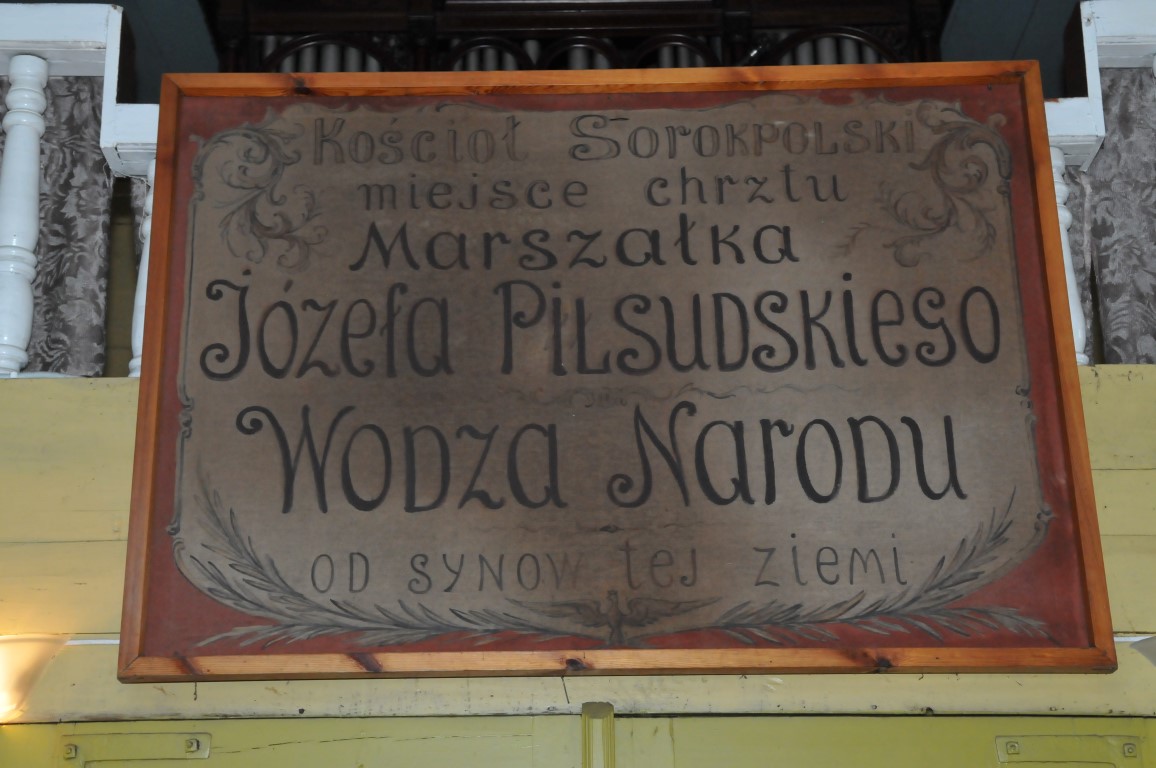 Kościoł Sorokpolski
miejsce chrztu
Marszałka
Józefa Piłsudskiego
Wodza Narodu
od synow tej ziemi